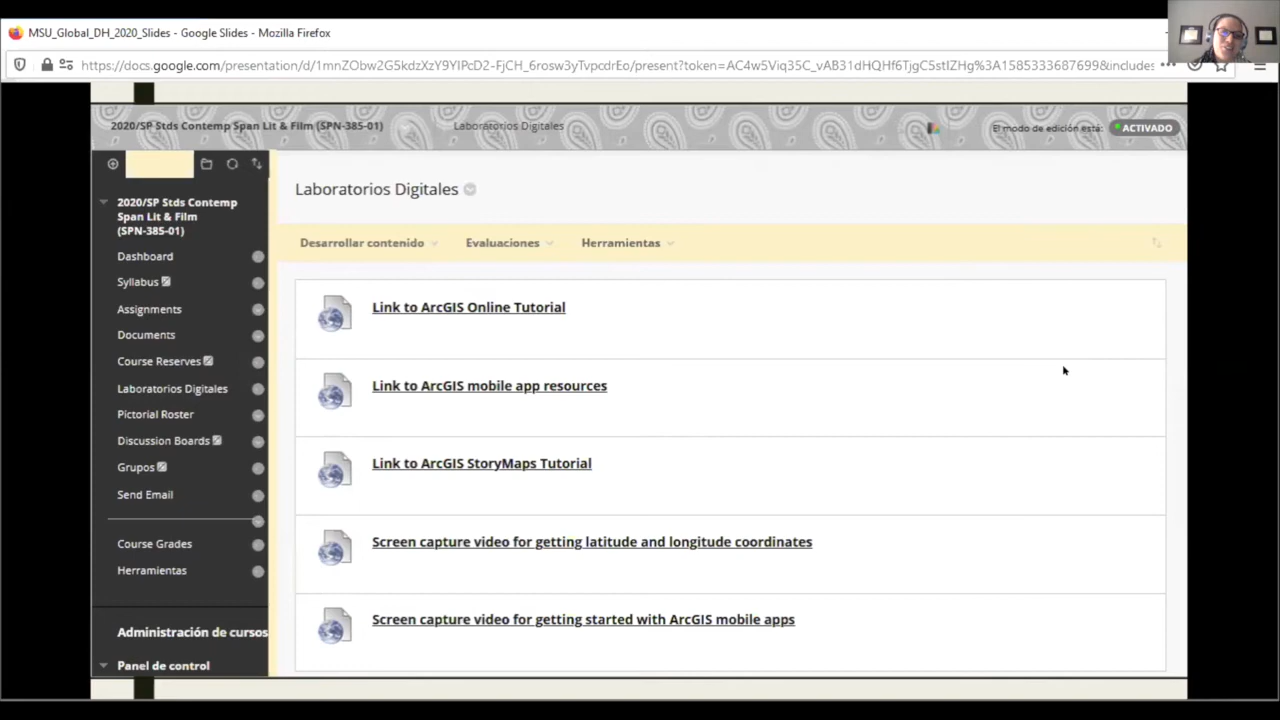 MSU_Global_DH_2020_Slides - Google Slides - Mozilla Firefox
2020/SP Stds Contemp Span Lit & Film (SPN-385-01)
Laboratorios Digitales
El modo de edición está:
ACTIVADO
Laboratorios Digitales
Desarrollar contenido
Evaluaciones
Herramientas
2020/SP Stds Contemp
Span Lit & Film
(SPN-385-01)
Dashboard
Syllabus
Assignments
Documents
Course Reserves
Laboratorios Digitales
Pictorial Roster
Discussion Boards
Grupos
Send Email
Course Grades
Herramientas
Administración de cursos
Panel de control
Link to ArcGIS Online Tutorial
Link to ArcGIS mobile app resources
Link to ArcGIS StoryMaps Tutorial
Screen capture video for getting latitude and longitude coordinates
Screen capture video for getting started with ArcGIS mobile apps